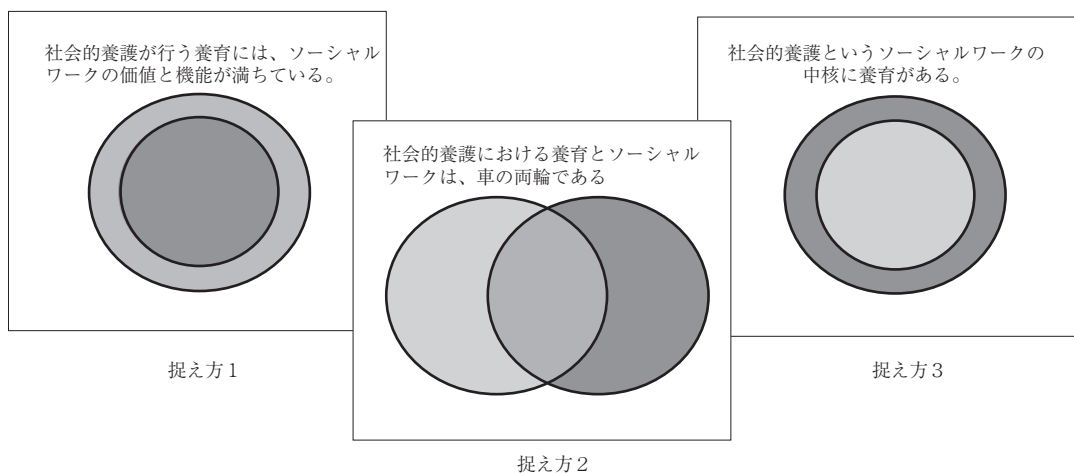 社会的養護が行う養育には、ソーシャル
ワークの価値と機能が満ちている。
捉え方１
社会的養護における養育とソーシャル
ワークは、車の両輪である
捉え方２
社会的養護というソーシャルワークの
中核に養育がある。
捉え方３